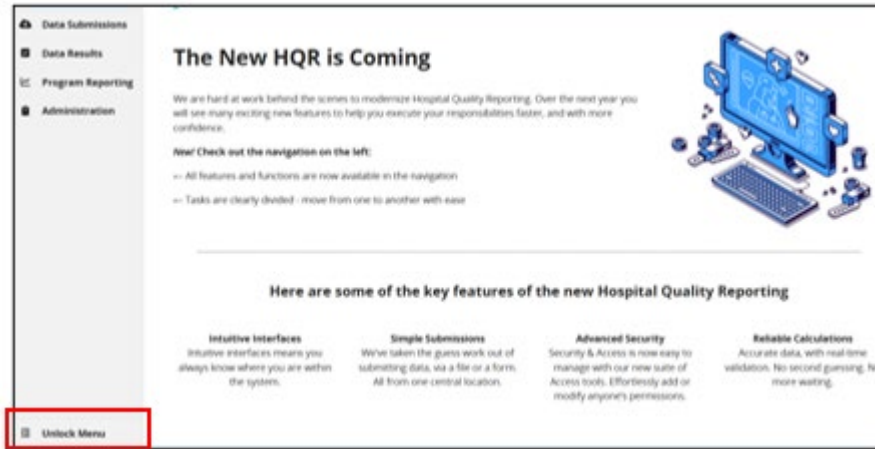 Data Submissions
Data Results
Program Reporting
Administration
Unlock Menu
The New HQR is Coming
We are hard at work behind the scenes to modernize Hospital Quality Reporting. Over the next year you
will see many exciting new features to help you execute your responsibilities faster, and with more
confidence.
New! Check out the navigation on the left:
— All features and functions are now available in the navigation
— Tasks are clearly divided - move from one to another with ease
Here are some of the key features of the new Hospital Quality Reporting
Intuitive Interfaces
Intuitive interfaces means you
always know where you are within
the system.
Simple Submissions
We've taken the guess work out of
submitting data, via a file or a form.
All from one central location.
Advanced Security
Security & Access is now easy to
manage with our new suite of
Access tools. Effortlessly add or
modify anyone's permissions.
Reliable Calculations
Accurate data, with real-time
validation. No second guessing.
more waiting.